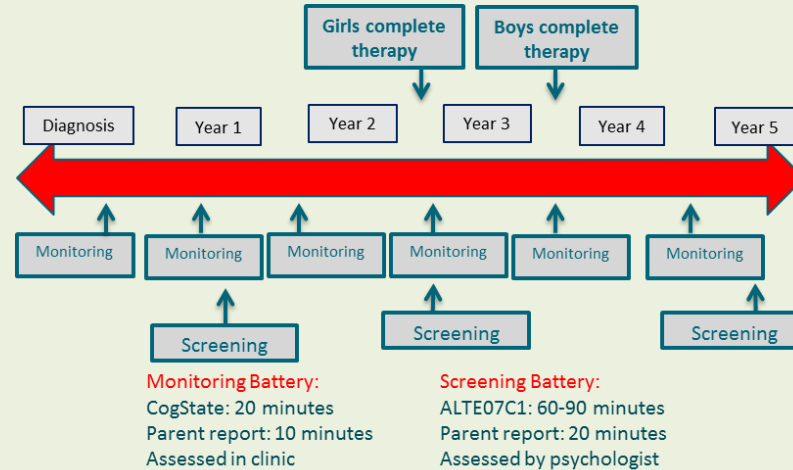 Girls complete
therapy
Boys complete
therapy
Diagnosis
Year 1
Year 2
Year 3
Year 4
Year 5
Monitoring
Monitoring
Monitoring
Monitoring
Monitoring
Monitoring
Screening
Screening
Screening
Monitoring Battery:
CogState: 20 minutes
Parent report: 10 minutes
Assessed in clinic
Screening Battery:
ALTE07C1: 60-90 minutes
Parent report: 20 minutes
Assessed by psychologist